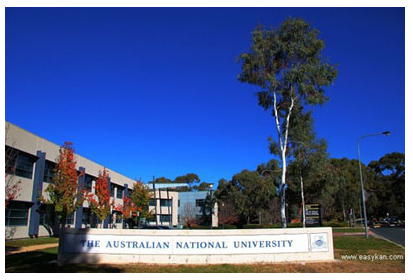 THE AUSTRALIAN NATIONAL UNIVERSITY
www.easykan.com